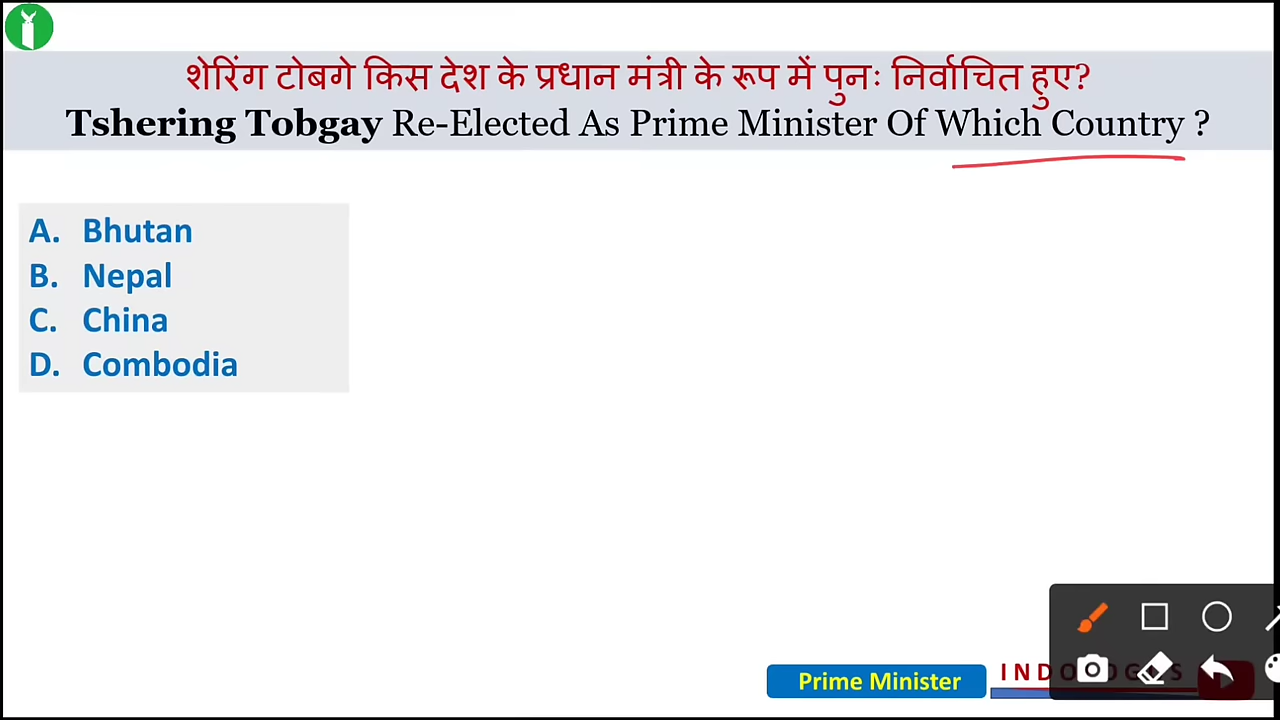 शेरिंग टोबगे किस देश के प्रधान मंत्री के रूप में पुनः निर्वाचित हुए?
Tshering Tobgay Re-Elected As Prime Minister Of Which Country ?
A. Bhutan
B. Nepal
C. China
D. Combodia
Prime Minister